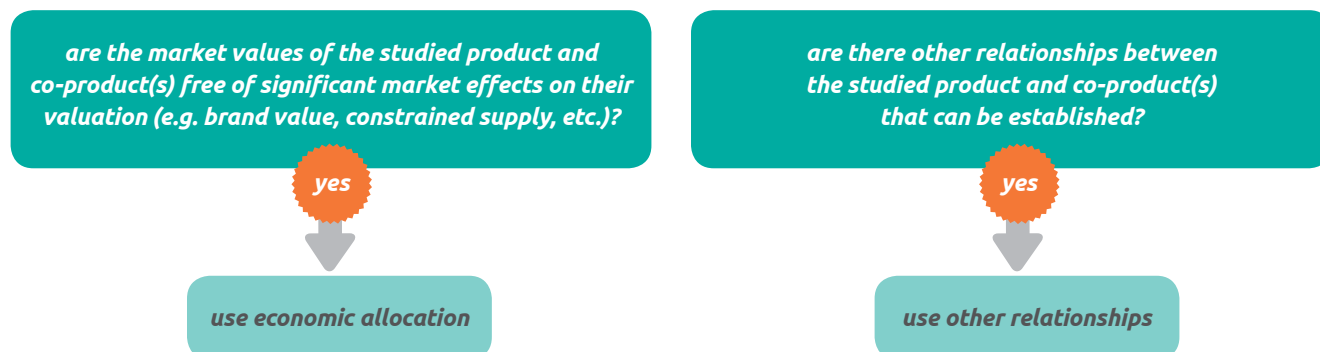 are the market values of the studied product and
co-product(s) free of significant market effects on their
valuation (e.g. brand value, constrained supply, etc.)?
yes
use economic allocation
are there other relationships between
the studied product and co-product(s)
that can be established?
yes
use other relationships